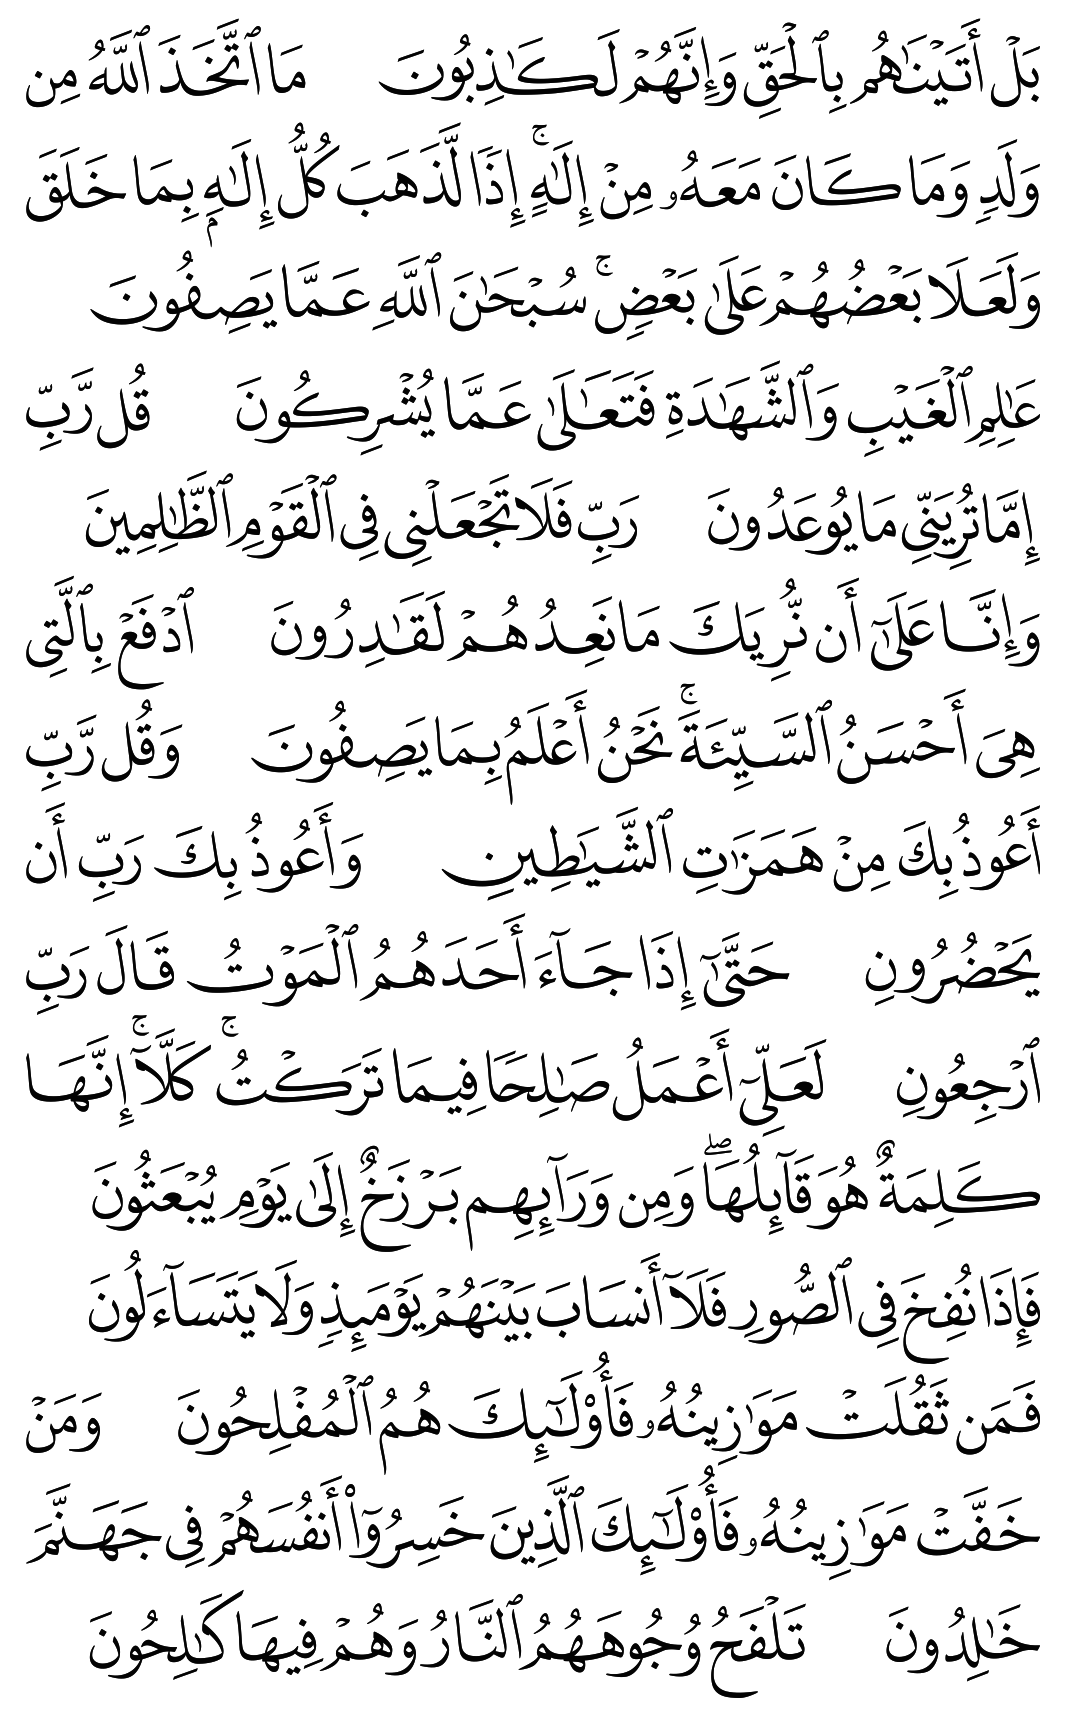 بَلۡ أَتَيۡنَٰهُم بِٱلۡحَقِّ وَإِنَّهُمۡ لَكَٰذِبُونَ مَا ٱتَّخَذَ ٱللَّهُ مِن
وَلَدٖ وَمَا كَانَ مَعَهُۥ مِنۡ إِلَٰهٍۚ إِذٗا لَّذَهَبَ كُلُّ إِلَٰهِۭ بِمَا خَلَقَ
وَلَعَلَا بَعۡضُهُمۡ عَلَىٰ بَعۡضٖۚ سُبۡحَٰنَ ٱللَّهِ عَمَّا يَصِفُونَ
عَٰلِمِ ٱلۡغَيۡبِ وَٱلشَّهَٰدَةِ فَتَعَٰلَىٰ عَمَّا يُشۡرِكُونَ قُل رَّبِّ
إِمَّا تُرِيَنِّي مَا يُوعَدُونَ رَبِّ فَلَا تَجۡعَلۡنِي فِي ٱلۡقَوۡمِ ٱلظَّٰلِمِينَ
وَإِنَّا عَلَىٰٓ أَن نُّرِيَكَ مَا نَعِدُهُمۡ لَقَٰدِرُونَ ٱدۡفَعۡ بِٱلَّتِي
هِيَ أَحۡسَنُ ٱلسَّيِّئَةَۚ نَحۡنُ أَعۡلَمُ بِمَا يَصِفُونَ وَقُل رَّبِّ
أَعُوذُ بِكَ مِنۡ هَمَزَٰتِ ٱلشَّيَٰطِينِ وَأَعُوذُ بِكَ رَبِّ أَن
يَحۡضُرُونِ حَتَّىٰٓ إِذَا جَآءَ أَحَدَهُمُ ٱلۡمَوۡتُ قَالَ رَبِّ
ٱرۡجِعُونِ لَعَلِّيٓ أَعۡمَلُ صَٰلِحٗا فِيمَا تَرَكۡتُۚ كَلَّآۚ إِنَّهَا
كَلِمَةٌ هُوَ قَآئِلُهَاۖ وَمِن وَرَآئِهِم بَرۡزَخٌ إِلَىٰ يَوۡمِ يُبۡعَثُونَ
فَإِذَا نُفِخَ فِي ٱلصُّورِ فَلَآ أَنسَابَ بَيۡنَهُمۡ يَوۡمَئِذٖ وَلَا يَتَسَآءَلُونَ
فَمَن ثَقُلَتۡ مَوَٰزِينُهُۥ فَأُوْلَٰٓئِكَ هُمُ ٱلۡمُفۡلِحُونَ وَمَنۡ
خَفَّتۡ مَوَٰزِينُهُۥ فَأُوْلَٰٓئِكَ ٱلَّذِينَ خَسِرُوٓاْ أَنفُسَهُمۡ فِي جَهَنَّمَ
خَٰلِدُونَ تَلۡفَحُ وُجُوهَهُمُ ٱلنَّارُ وَهُمۡ فِيهَا كَٰلِحُونَ